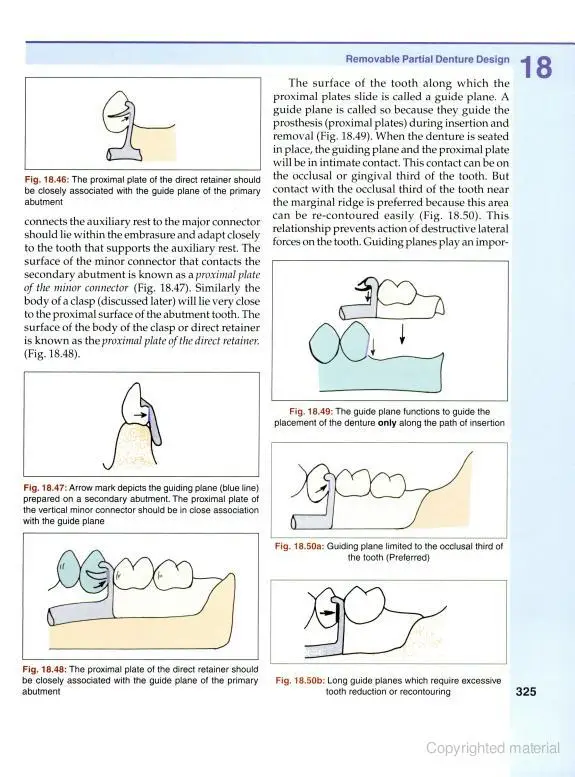 Removable Partial Denture Design
18
Fig. 18.46: The proximal plate of the direct retainer should
be closely associated with the guide plane of the primary
abutment
connects the auxiliary rest to the major connector
should lie within the embrasure and adapt closely
to the tooth that supports the auxiliary rest. The
surface of the minor connector that contacts the
secondary abutment is known as a proximal plate
of the minor connector (Fig. 18.47). Similarly the
body of a clasp (discussed later) will lie very close
to the proximal surface of the abutment tooth. The
surface of the body of the clasp or direct retainer
is known as the proximal plate of the direct retainer.
(Fig. 18.48).
Fig. 18.47: Arrow mark depicts the guiding plane (blue line)
prepared on a secondary abutment. The proximal plate of
the vertical minor connector should be in close association
with the guide plane
Fig. 18.48: The proximal plate of the direct retainer should
be closely associated with the guide plane of the primary
abutment
The surface of the tooth along which the
proximal plates slide is called a guide plane. A
guide plane is called so because they guide the
prosthesis (proximal plates) during insertion and
removal (Fig. 18.49). When the denture is seated
in place, the guiding plane and the proximal plate
will be in intimate contact. This contact can be on
the occlusal or gingival third of the tooth. But
contact with the occlusal third of the tooth near
the marginal ridge is preferred because this area
can be re-contoured easily (Fig. 18.50). This
relationship prevents action of destructive lateral
forces on the tooth. Guiding planes play an impor-
Fig. 18.49: The guide plane functions to guide the
placement of the denture only along the path of insertion
Fig. 18.50a: Guiding plane limited to the occlusal third of
the tooth (Preferred)
Fig. 18.50b: Long guide planes which require excessive
tooth reduction or recontouring
325
Copyrighted material